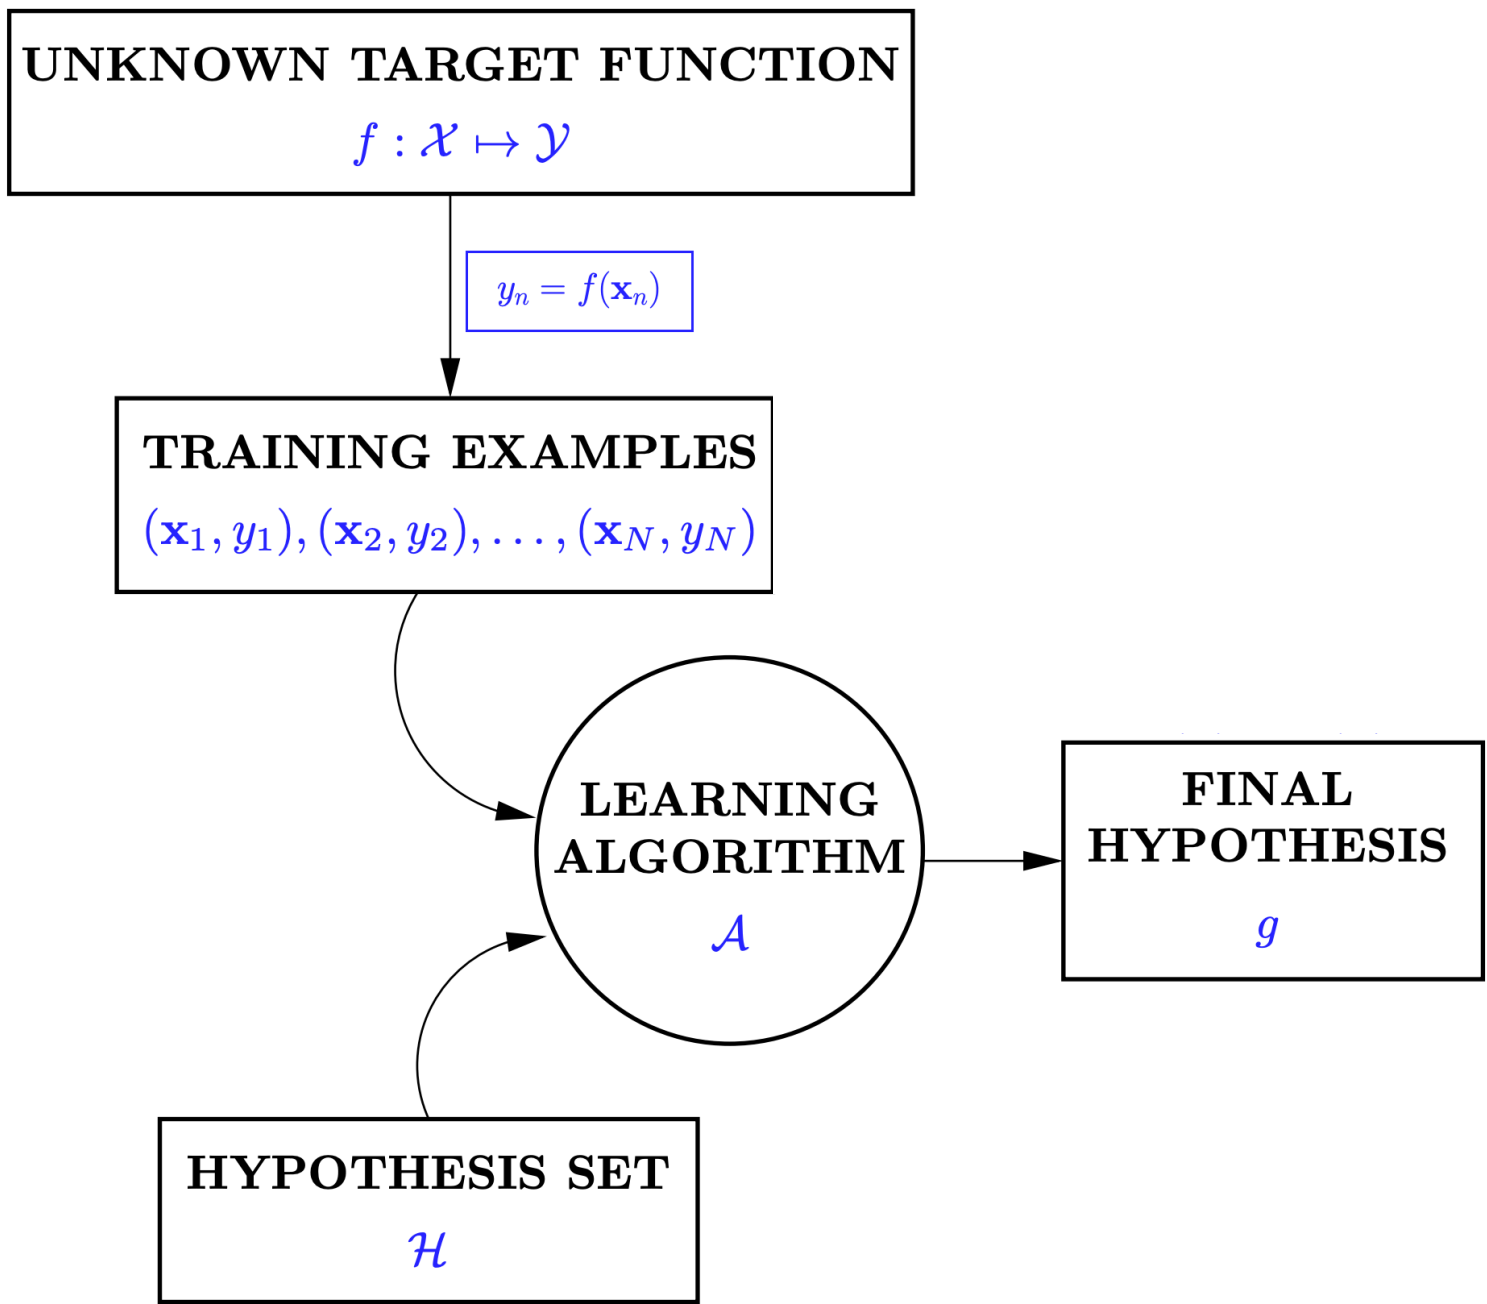 UNKNOWN TARGET FUNCTION
f : 𝒳 ↦ 𝒴
yₙ = f(𝐱ₙ)
TRAINING EXAMPLES
(𝐱₁, y₁), (𝐱₂, y₂), . . . , (𝐱_N, y_N)
LEARNING
ALGORITHM
𝒜
FINAL
HYPOTHESIS
g
HYPOTHESIS SET
ℋ